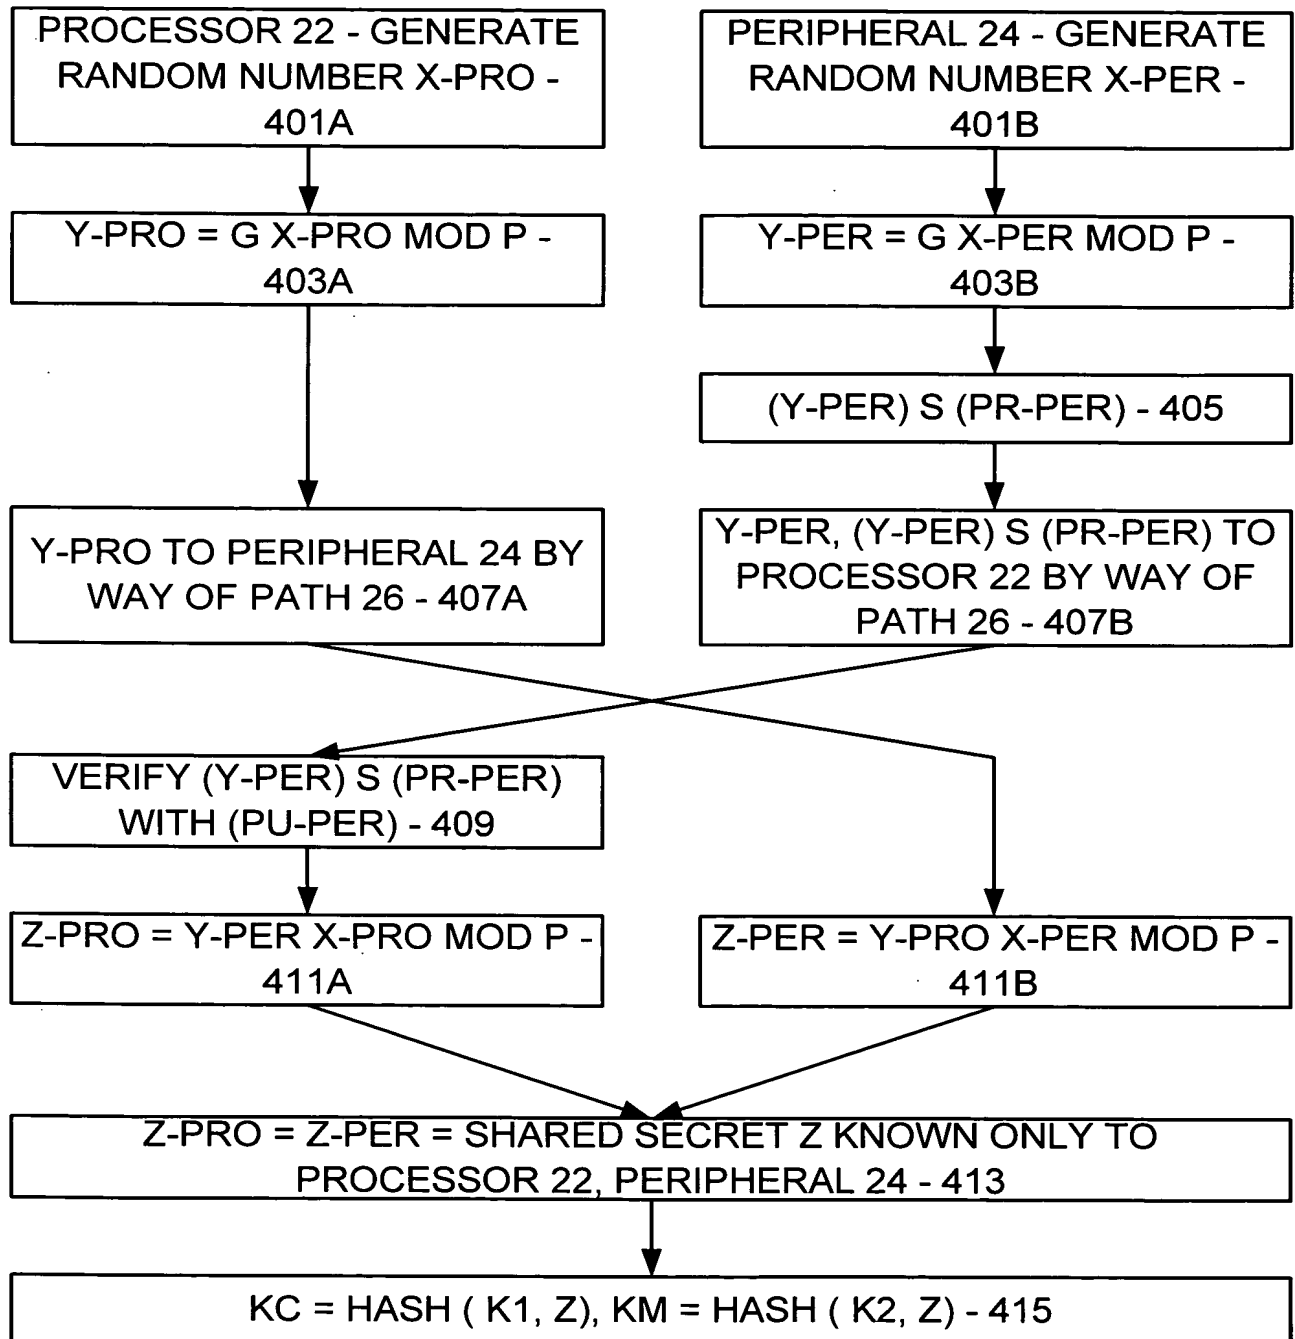 PROCESSOR 22 - GENERATE
RANDOM NUMBER X-PRO -
401A
PERIPHERAL 24 - GENERATE
RANDOM NUMBER X-PER -
401B
Y-PRO = G X-PRO MOD P -
403A
Y-PER = G X-PER MOD P -
403B
(Y-PER) S (PR-PER) - 405
Y-PRO TO PERIPHERAL 24 BY
WAY OF PATH 26 - 407A
Y-PER, (Y-PER) S (PR-PER) TO
PROCESSOR 22 BY WAY OF
PATH 26 - 407B
VERIFY (Y-PER) S (PR-PER)
WITH (PU-PER) - 409
Z-PRO = Y-PER X-PRO MOD P -
411A
Z-PER = Y-PRO X-PER MOD P -
411B
Z-PRO = Z-PER = SHARED SECRET Z KNOWN ONLY TO
PROCESSOR 22, PERIPHERAL 24 - 413
KC = HASH ( K1, Z), KM = HASH ( K2, Z) - 415